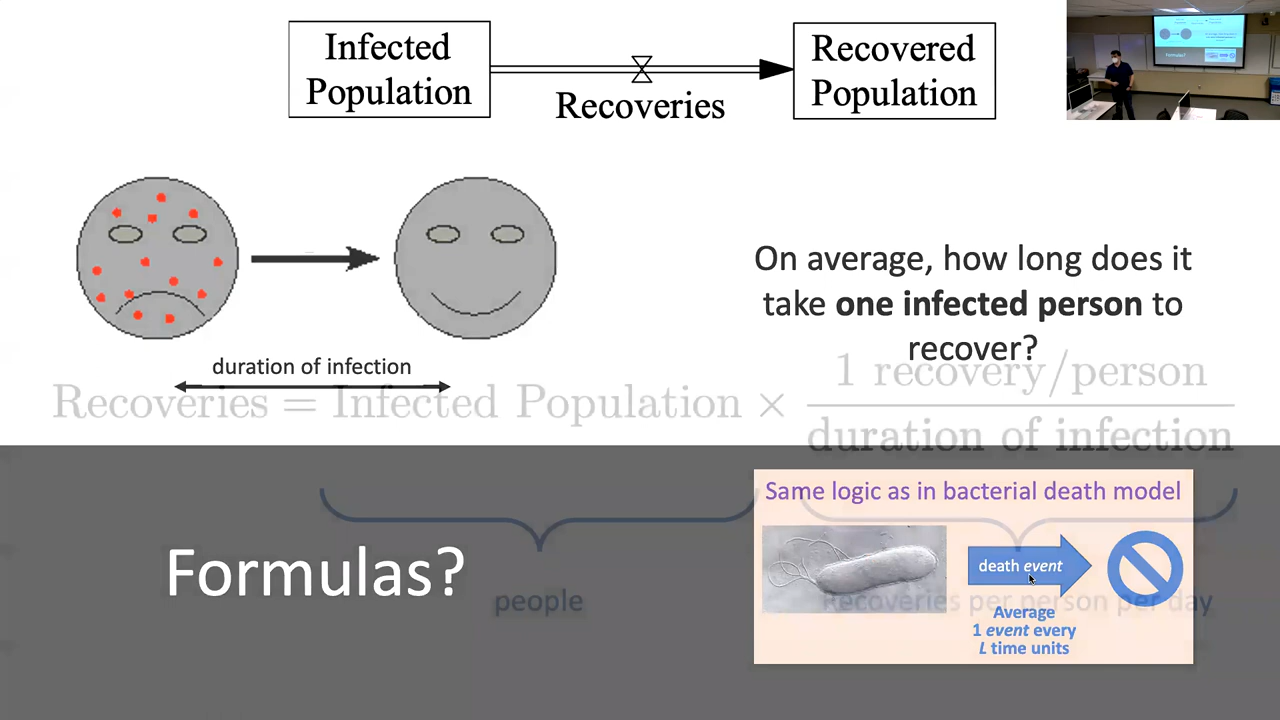 Infected
Population
Recoveries
Recovered
Population
On average, how long does it
take one infected person to
recover?
duration of infection
Recoveries = Infected Population × 1 recovery/person
duration of infection
Same logic as in bacterial death model
death event
Average
1 event every
L time units
Formulas?
people
Recoveries per person per day